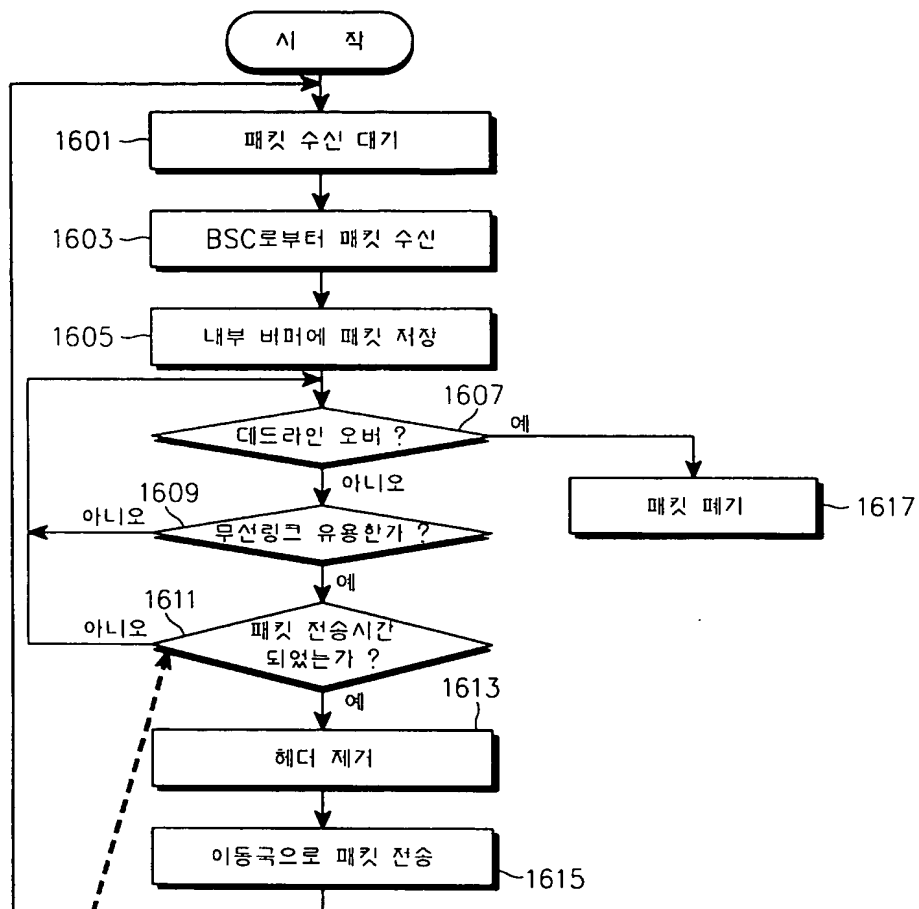 시 작
1601
패킷 수신 대기
1603
BSC로부터 패킷 수신
1605
내부 버퍼에 패킷 저장
1607
데드라인 오버 ?
예
아니오
패킷 폐기
1617
1609
아니오
무선링크 유용한가 ?
예
1611
아니오
패킷 전송시간
되었는가 ?
예
1613
헤더 제거
이동국으로 패킷 전송
1615